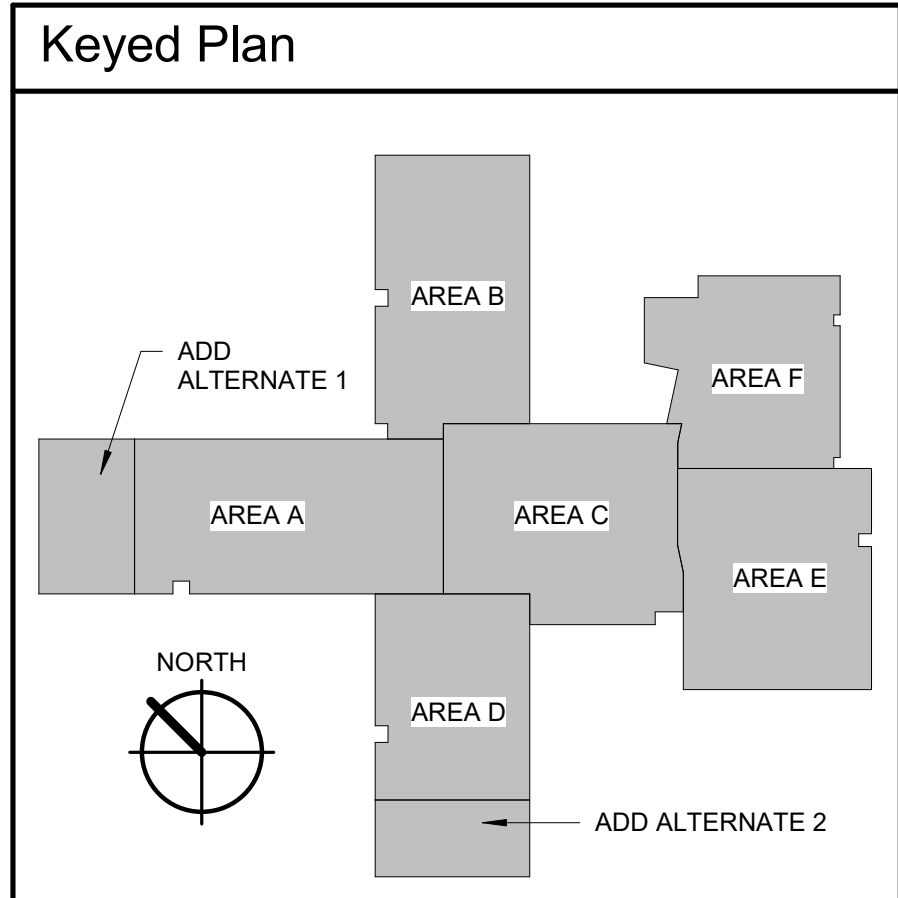 Keyed Plan
AREA B
ADD
ALTERNATE 1
AREA F
AREA A
AREA C
AREA E
NORTH
AREA D
ADD ALTERNATE 2